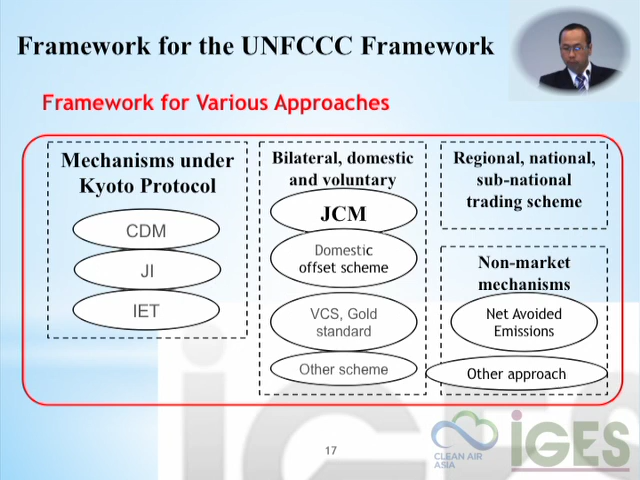 Framework for the UNFCCC Framework
Framework for Various Approaches
Mechanisms under
Kyoto Protocol
CDM
JI
IET
Bilateral, domestic
and voluntary
JCM
Domestic
offset scheme
VCS, Gold
standard
Other scheme
Regional, national,
sub-national
trading scheme
Non-market
mechanisms
Net Avoided
Emissions
Other approach
17
CLEAN AIR
ASIA
iGES